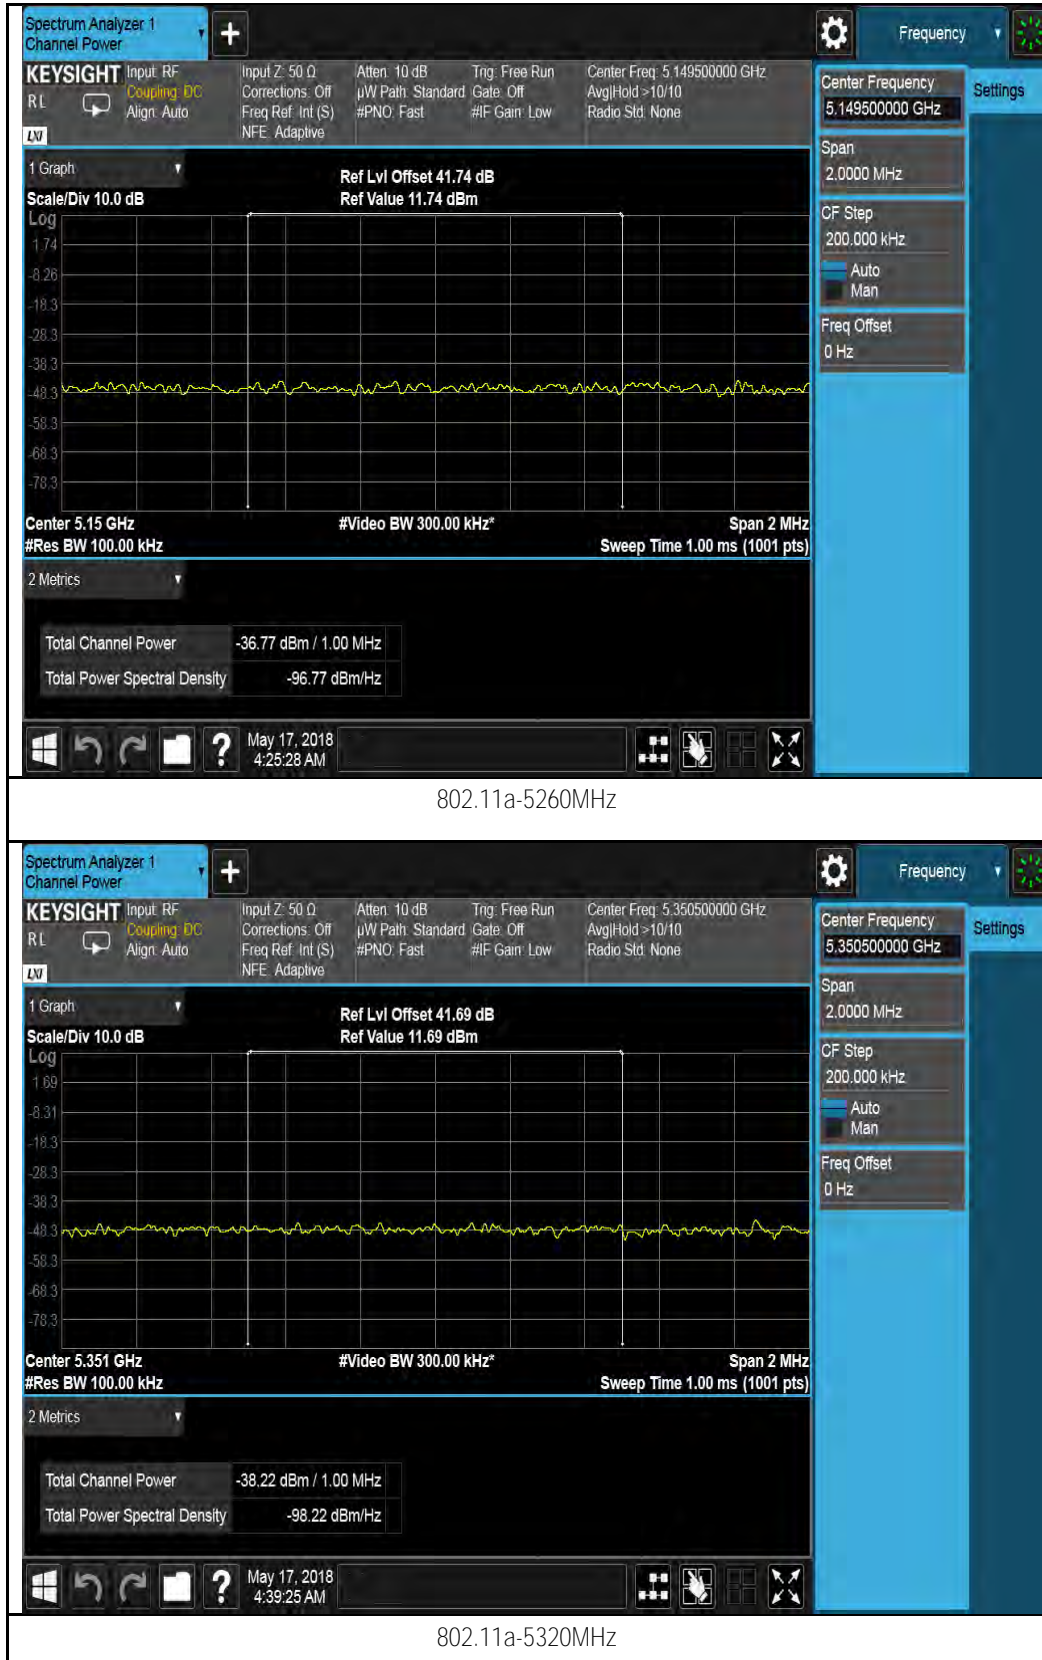 Spectrum Analyzer 1
Channel Power
Frequency
KEYSIGHT
RL
LXI
Input: RF
Coupling: DC
Align: Auto
Input Z: 50 Ω
Corrections: Off
Freq Ref: Int (S)
NFE: Adaptive
Atten: 10 dB
µW Path: Standard
#PNO: Fast
Trig: Free Run
Gate: Off
#IF Gain: Low
Center Freq: 5.149500000 GHz
Avg|Hold >10/10
Radio Std: None
Center Frequency
5.149500000 GHz
Settings
Span
2.0000 MHz
CF Step
200.000 kHz
Auto
Man
Freq Offset
0 Hz
1 Graph
Scale/Div 10.0 dB
Ref Lvl Offset 41.74 dB
Ref Value 11.74 dBm
Log
1.74
-8.26
-18.3
-28.3
-38.3
-48.3
-58.3
-68.3
-78.3
Center 5.15 GHz
#Video BW 300.00 kHz*
Span 2 MHz
#Res BW 100.00 kHz
Sweep Time 1.00 ms (1001 pts)
2 Metrics
Total Channel Power -36.77 dBm / 1.00 MHz
Total Power Spectral Density -96.77 dBm/Hz
?
May 17, 2018
4:25:28 AM
802.11a-5260MHz
Spectrum Analyzer 1
Channel Power
Frequency
KEYSIGHT
RL
LXI
Input: RF
Coupling: DC
Align: Auto
Input Z: 50 Ω
Corrections: Off
Freq Ref: Int (S)
NFE: Adaptive
Atten: 10 dB
µW Path: Standard
#PNO: Fast
Trig: Free Run
Gate: Off
#IF Gain: Low
Center Freq: 5.350500000 GHz
Avg|Hold >10/10
Radio Std: None
Center Frequency
5.350500000 GHz
Settings
Span
2.0000 MHz
CF Step
200.000 kHz
Auto
Man
Freq Offset
0 Hz
1 Graph
Scale/Div 10.0 dB
Ref Lvl Offset 41.69 dB
Ref Value 11.69 dBm
Log
1.69
-8.31
-18.3
-28.3
-38.3
-48.3
-58.3
-68.3
-78.3
Center 5.351 GHz
#Video BW 300.00 kHz*
Span 2 MHz
#Res BW 100.00 kHz
Sweep Time 1.00 ms (1001 pts)
2 Metrics
Total Channel Power -38.22 dBm / 1.00 MHz
Total Power Spectral Density -98.22 dBm/Hz
?
May 17, 2018
4:39:25 AM
802.11a-5320MHz